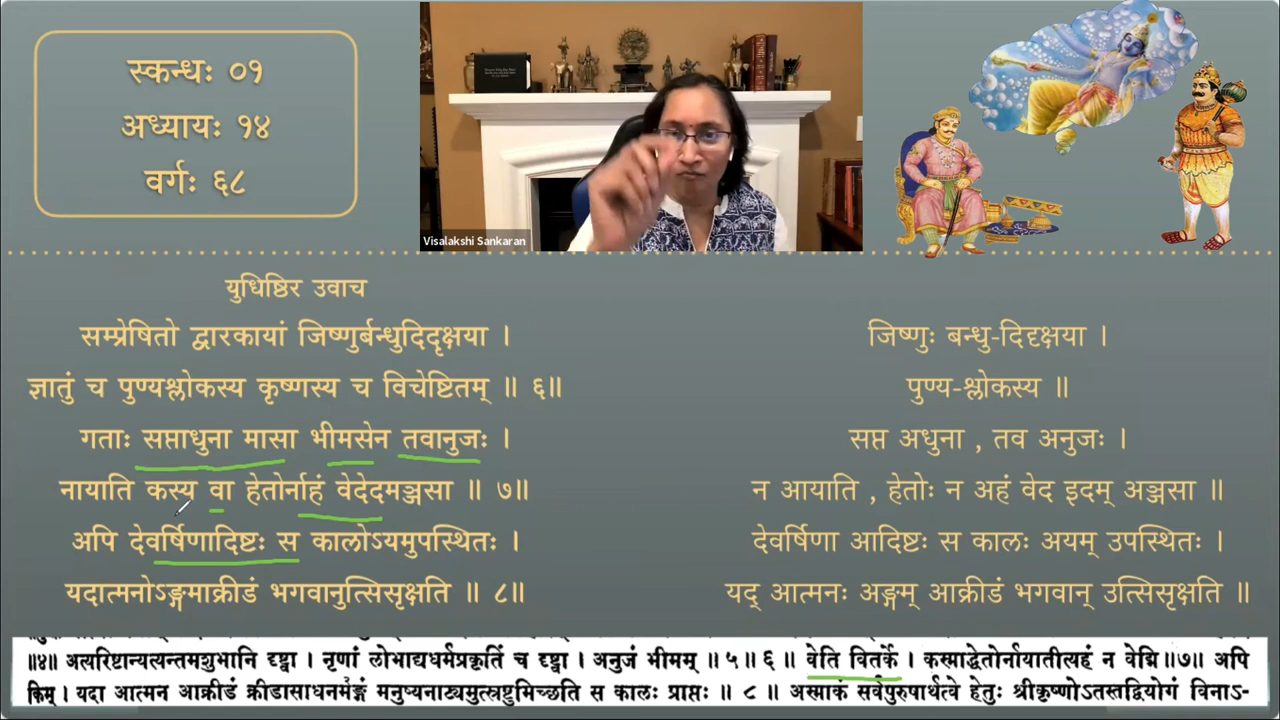 स्कन्धः ०१
अध्यायः १४
वर्गः ६८
Visalakshi Sankaran
युधिष्ठिर उवाच
सम्प्रेषितो द्वारकायां जिष्णुर्बन्धुदिदृक्षया ।
ज्ञातुं च पुण्यश्लोकस्य कृष्णस्य च विचेष्टितम् ॥ ६॥
गताः सप्ताधुना मासा भीमसेन तवानुजः ।
नायाति कस्य वा हेतोर्नाहं वेदेदमञ्जसा ॥ ७॥
अपि देवर्षिणादिष्टः स कालोऽयमुपस्थितः ।
यदात्मनोऽङ्गमाक्रीडं भगवानुत्सिसृक्षति ॥ ८॥
जिष्णुः बन्धु-दिदृक्षया ।
पुण्य-श्लोकस्य ॥
सप्त अधुना , तव अनुजः ।
न आयाति , हेतोः न अहं वेद इदम् अञ्जसा ॥
देवर्षिणा आदिष्टः स कालः अयम् उपस्थितः ।
यद् आत्मनः अङ्गम् आक्रीडं भगवान् उत्सिसृक्षति ॥
॥४॥ अत्यरिष्टान्यत्यन्तमशुभानि दृष्ट्वा । नृणां लोभाद्यधर्मप्रकृतिं च दृष्ट्वा । अनुजं भीमम् ॥ ५॥ ६ ॥ वेति वितर्के । कस्माद्धेतोर्नायातीत्यहं न वेद्मि ॥७॥ अपि
किम् । यदा आत्मन आक्रीडं क्रीडासाधनमङ्गं मनुष्यनाट्यमुत्स्रष्टुमिच्छति स कालः प्राप्तः ॥ ८ ॥ अस्माकं सर्वपुरुषार्थत्वे हेतुः श्रीकृष्णोऽतस्तद्वियोगं विनाऽ-